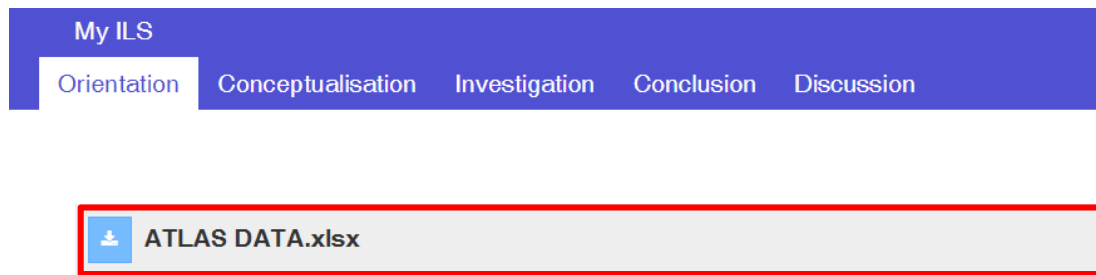 My ILS
Orientation Conceptualisation Investigation Conclusion Discussion
ATLAS DATA.xlsx